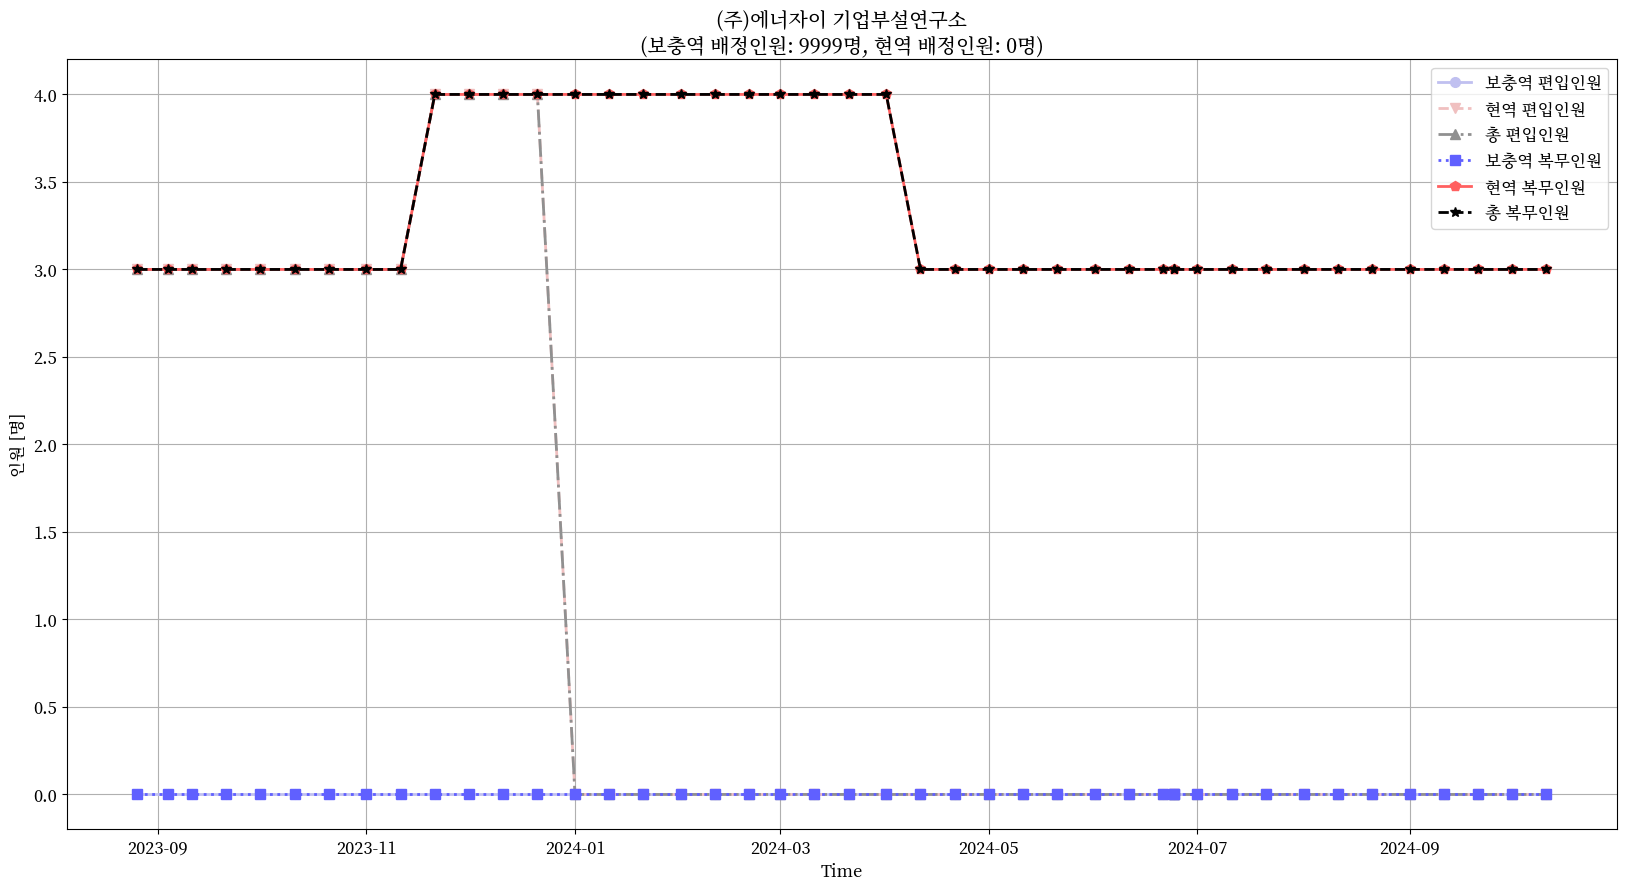 (주)에너자이 기업부설연구소
(보충역 배정인원: 9999명, 현역 배정인원: 0명)
보충역 편입인원
현역 편입인원
총 편입인원
보충역 복무인원
현역 복무인원
총 복무인원
인원 [명]
4.0
3.5
3.0
2.5
2.0
1.5
1.0
0.5
0.0
2023-09
2023-11
2024-01
2024-03
2024-05
2024-07
2024-09
Time